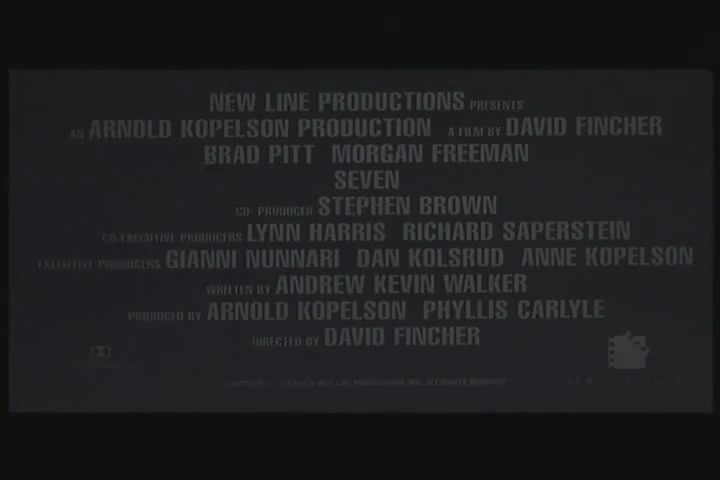 NEW LINE PRODUCTIONS PRESENTS
AN ARNOLD KOPELSON PRODUCTION A FILM BY DAVID FINCHER
BRAD PITT MORGAN FREEMAN
SEVEN
CO-PRODUCER STEPHEN BROWN
CO-EXECUTIVE PRODUCERS LYNN HARRIS RICHARD SAPERSTEIN
EXECUTIVE PRODUCERS GIANNI NUNNARI DAN KOLSRUD ANNE KOPELSON
WRITTEN BY ANDREW KEVIN WALKER
PRODUCED BY ARNOLD KOPELSON PHYLLIS CARLYLE
DIRECTED BY DAVID FINCHER